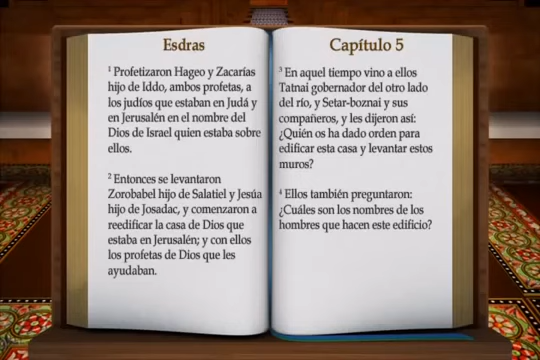 Esdras
¹ Profetizaron Hageo y Zacarías
hijo de Iddo, ambos profetas, a
los judíos que estaban en Judá y
en Jerusalén en el nombre del
Dios de Israel quien estaba sobre
ellos.
² Entonces se levantaron
Zorobabel hijo de Salatiel y Jesúa
hijo de Josadac, y comenzaron a
reedificar la casa de Dios que
estaba en Jerusalén; y con ellos
los profetas de Dios que les
ayudaban.
Capítulo 5
³ En aquel tiempo vino a ellos
Tatnai gobernador del otro lado
del río, y Setar-boznai y sus
compañeros, y les dijeron así:
¿Quién os ha dado orden para
edificar esta casa y levantar estos
muros?
⁴ Ellos también preguntaron:
¿Cuáles son los nombres de los
hombres que hacen este edificio?